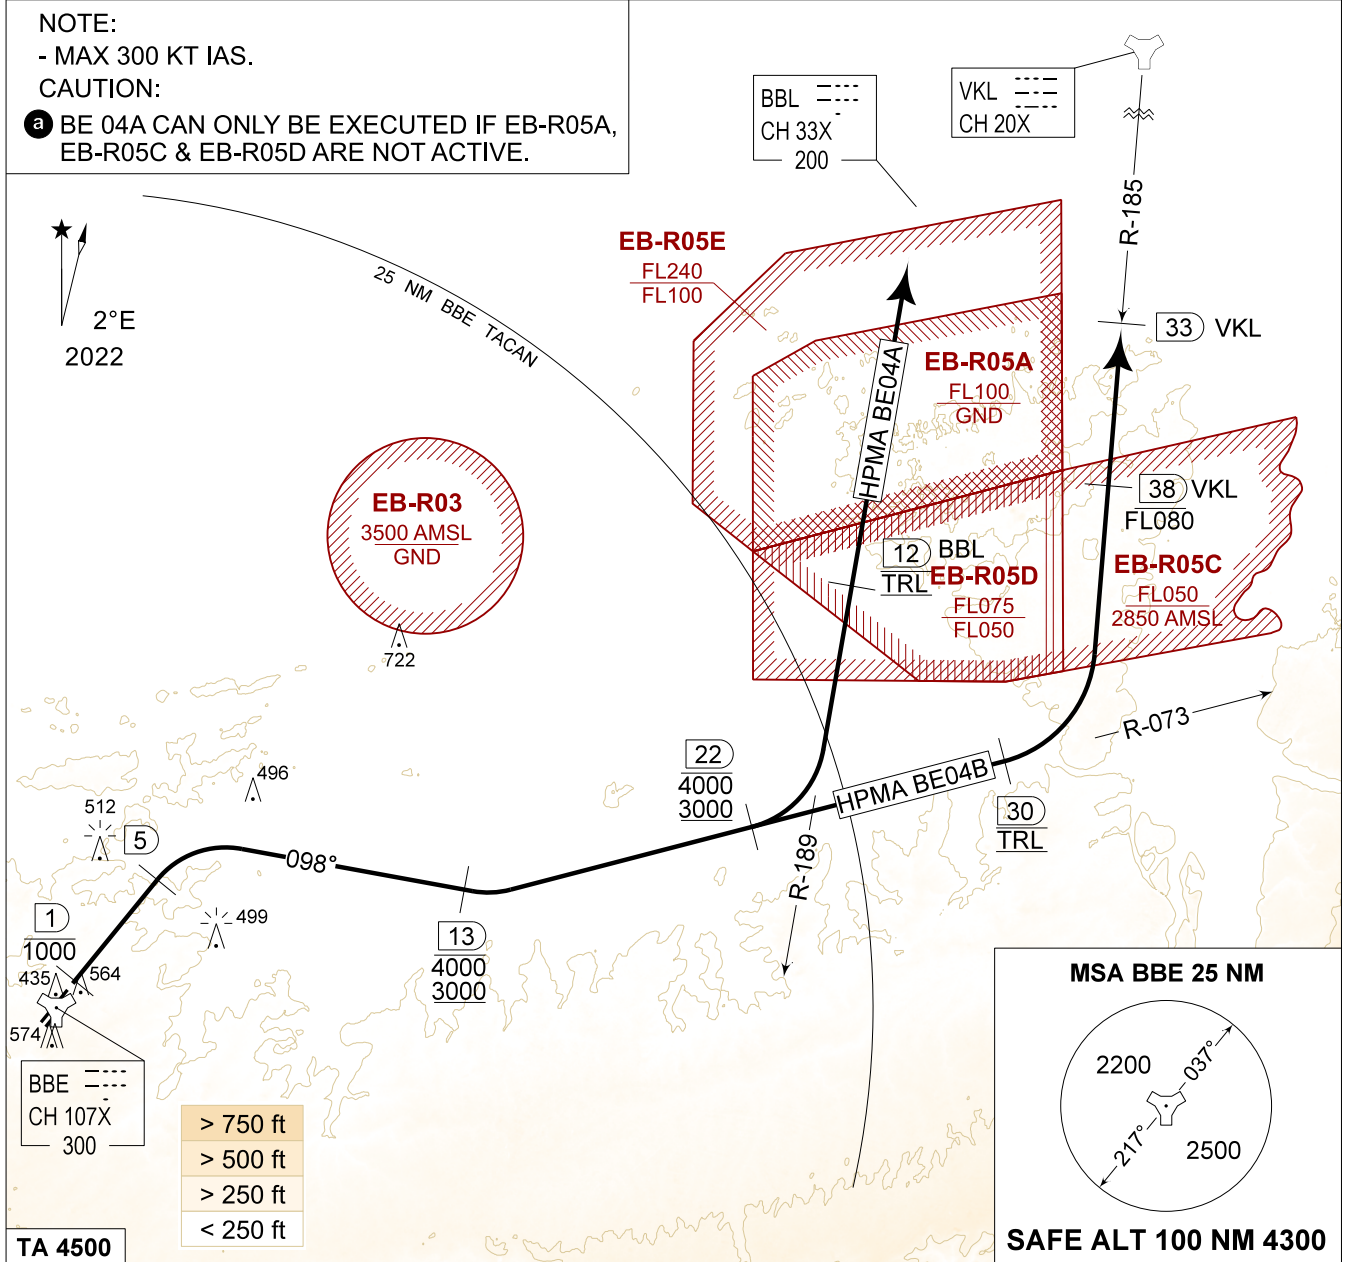 NOTE:
- MAX 300 KT IAS.
CAUTION:
a BE 04A CAN ONLY BE EXECUTED IF EB-R05A,
EB-R05C & EB-R05D ARE NOT ACTIVE.
BBL
CH 33X
200
VKL
CH 20X
R-185
2°E
2022
25 NM BBE TACAN
EB-R05E
FL240
FL100
33 VKL
EB-R05A
FL100
GND
HPMA BE04A
EB-R03
3500 AMSL
GND
722
38 VKL
FL080
12 BBL
TRL
EB-R05D
FL075
FL050
EB-R05C
FL050
2850 AMSL
R-073
22
4000
3000
HPMA BE04B
30
TRL
R-189
496
512
5
098°
499
13
4000
3000
1
1000
435
564
574
BBE
CH 107X
300
> 750 ft
> 500 ft
> 250 ft
< 250 ft
TA 4500
MSA BBE 25 NM
2200
037°
217°
2500
SAFE ALT 100 NM 4300